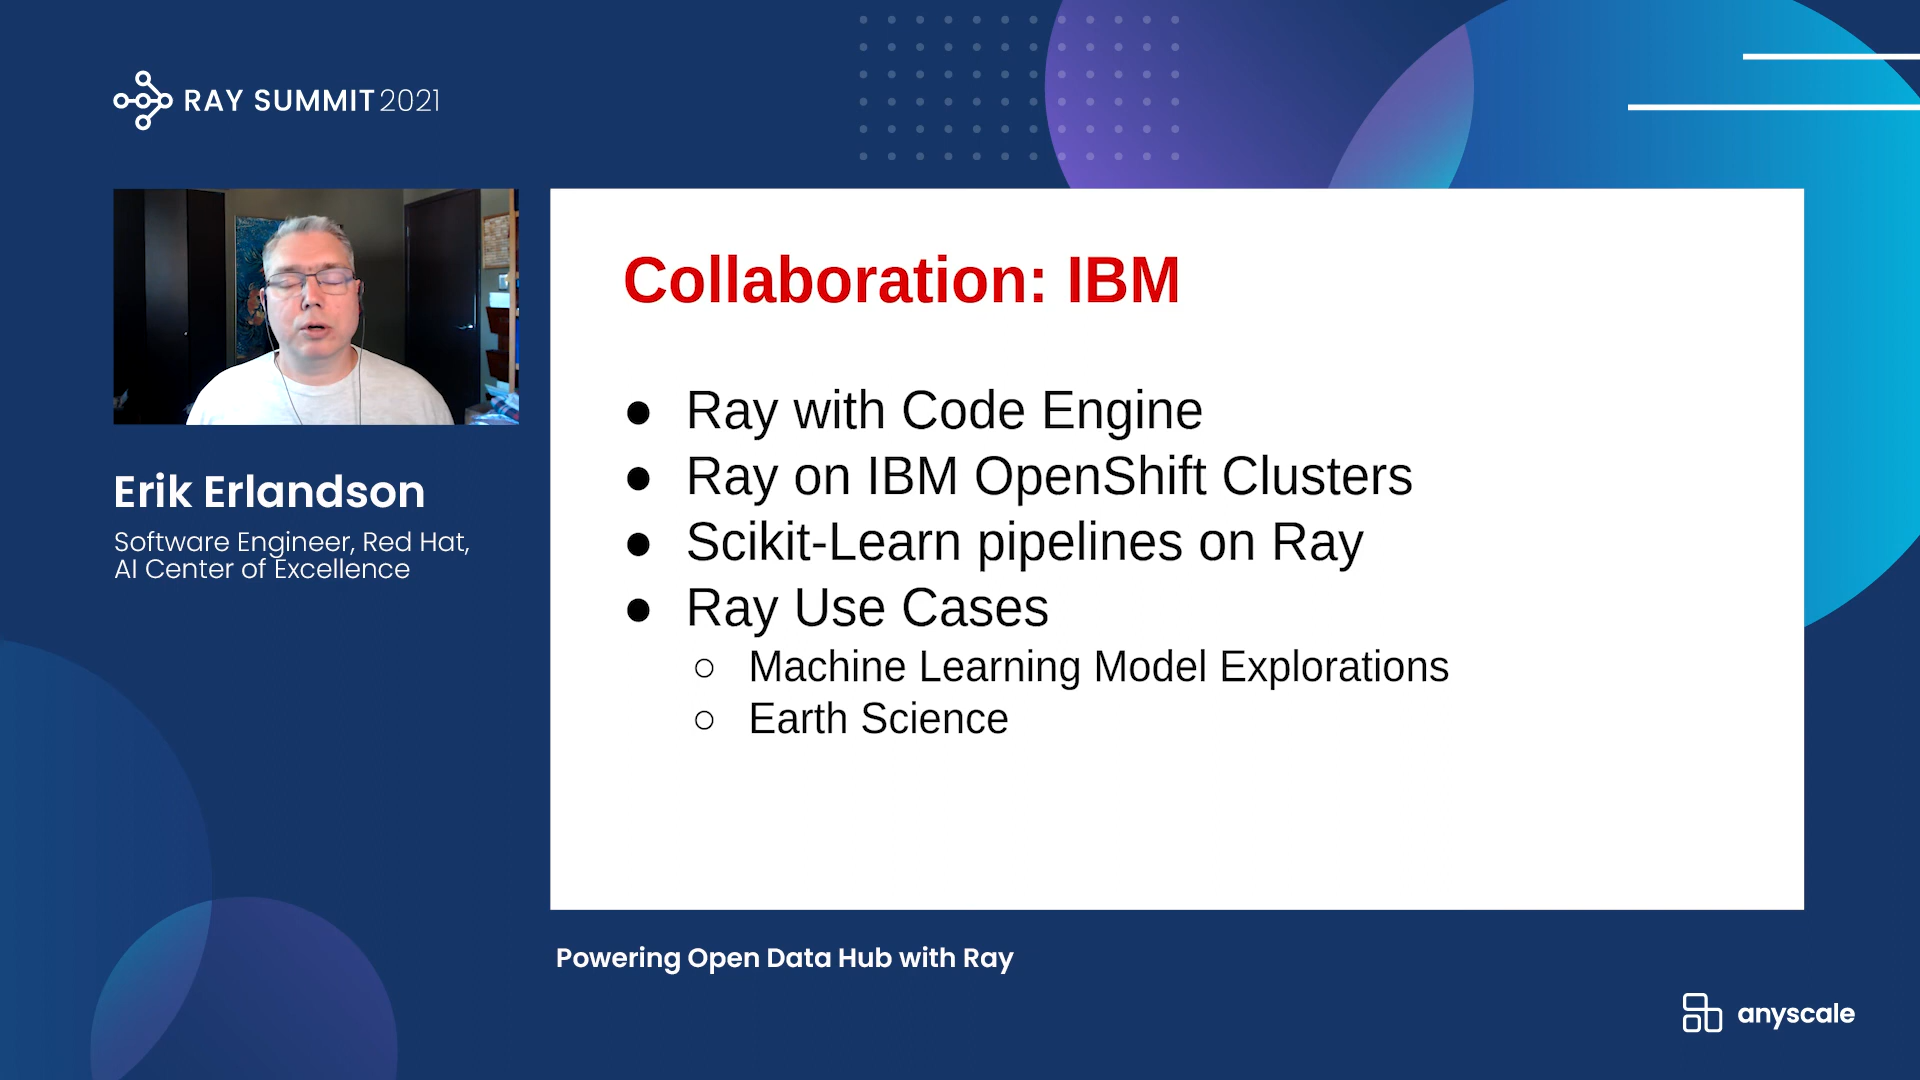 RAY SUMMIT 2021
Erik Erlandson
Software Engineer, Red Hat,
AI Center of Excellence
Collaboration: IBM
● Ray with Code Engine
● Ray on IBM OpenShift Clusters
● Scikit-Learn pipelines on Ray
● Ray Use Cases
○ Machine Learning Model Explorations
○ Earth Science
Powering Open Data Hub with Ray
anyscale